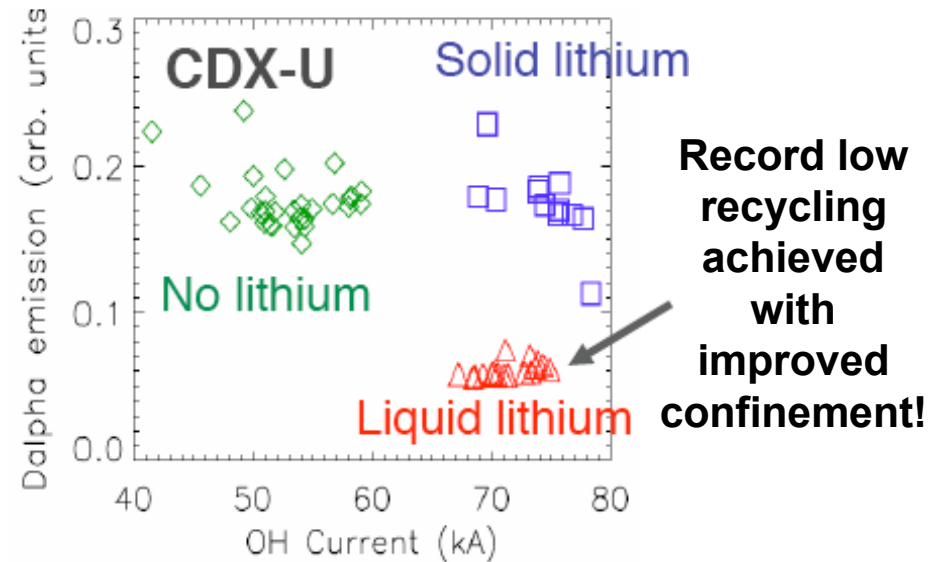 Dalpha emission (arb. units
0.3
0.2
0.1
0.0
CDX-U
Solid lithium
No lithium
Liquid lithium
40 50 60 70 80
OH Current (kA)
Record low
recycling
achieved
with
improved
confinement!